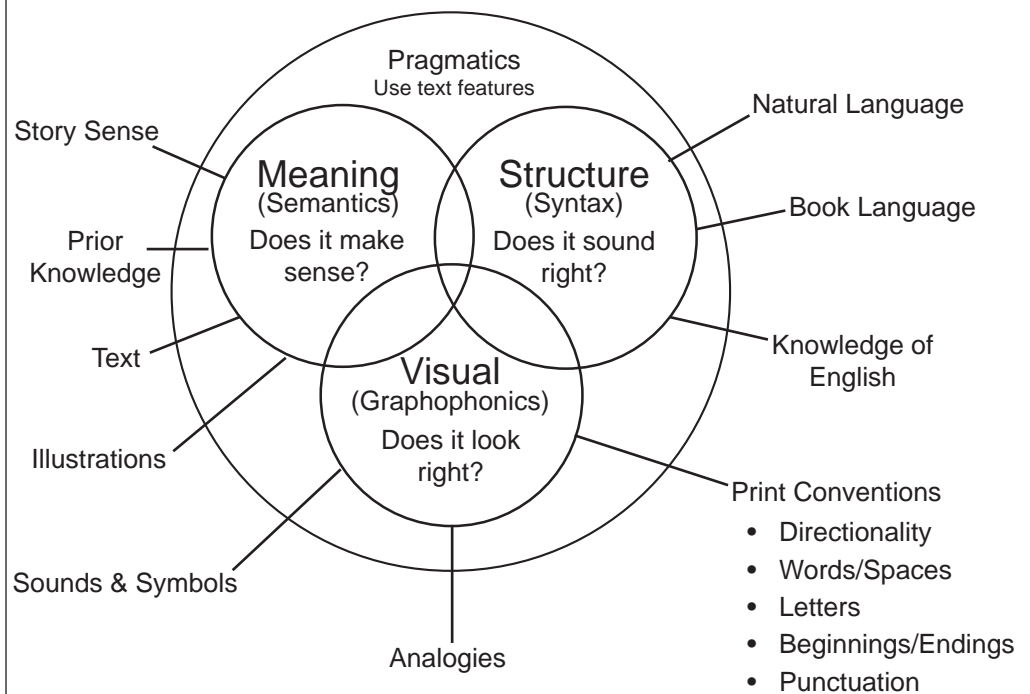 Pragmatics
Use text features
Story Sense
Prior
Knowledge
Text
Illustrations
Meaning
(Semantics)
Does it make
sense?
Structure
(Syntax)
Does it sound
right?
Natural Language
Book Language
Knowledge of
English
Visual
(Graphophonics)
Does it look
right?
Sounds & Symbols
Analogies
Print Conventions
• Directionality
• Words/Spaces
• Letters
• Beginnings/Endings
• Punctuation